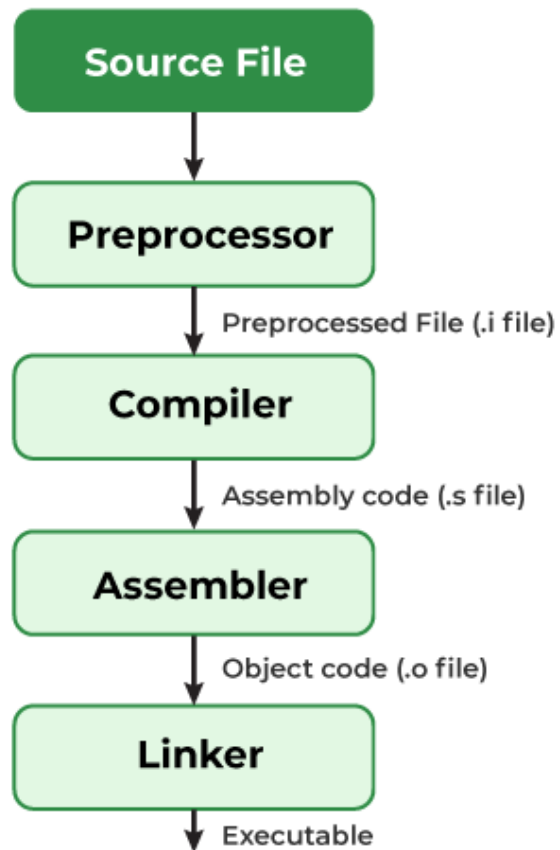 Source File
Preprocessor
Preprocessed File (.i file)
Compiler
Assembly code (.s file)
Assembler
Object code (.o file)
Linker
Executable